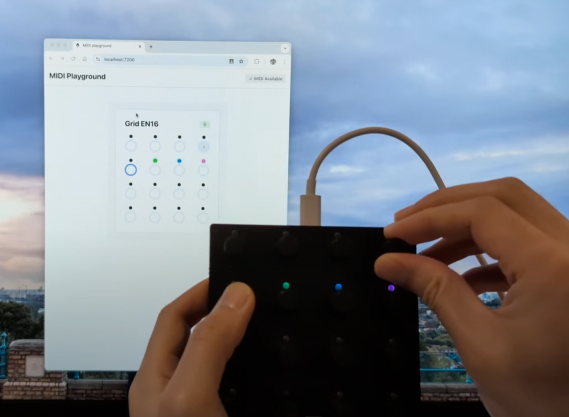 MIDI playground
localhost:7200
MIDI Playground
MIDI Available
Grid EN16